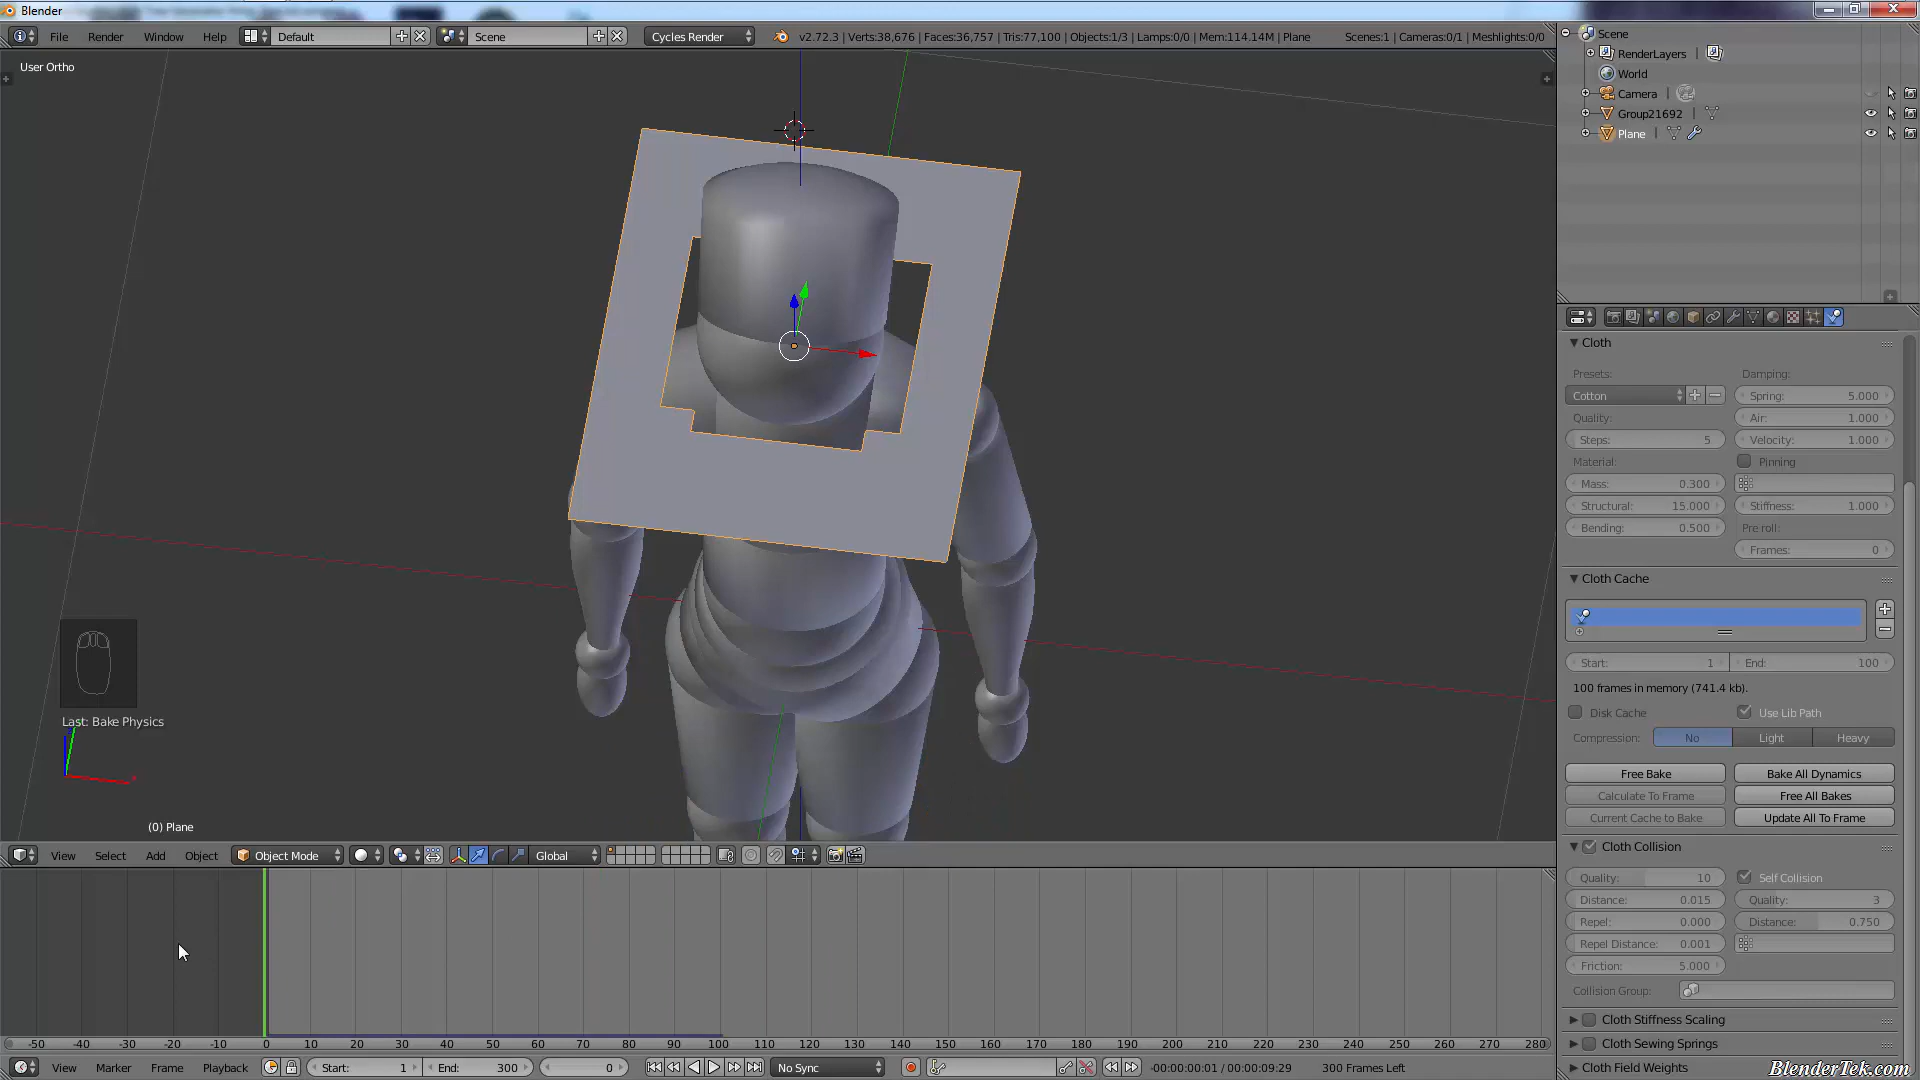 Blender
File Render Window Help Default Scene Cycles Render v2.72.3 | Verts:38,676 | Faces:36,757 | Tris:77,100 | Objects:1/3 | Lamps:0/0 | Mem:114.14M | Plane Scenes:1 | Cameras:0/1 | Meshlights:0/0
User Ortho
Last: Bake Physics
(0) Plane
View Select Add Object Object Mode Global
-50 -40 -30 -20 -10 0 10 20 30 40 50 60 70 80 90 100 110 120 130 140 150 160 170 180 190 200 210 220 230 240 250 260 270 280
View Marker Frame Playback Start: 1 End: 300 0 No Sync -00:00:00:01 / 00:00:09:29 300 Frames Left
Scene
RenderLayers |
World
Camera |
Group21692 |
Plane |
Cloth
Presets: Damping:
Cotton Spring: 5.000
Quality: Air: 1.000
Steps: 5 Velocity: 1.000
Material: Pinning
Mass: 0.300
Structural: 15.000 Stiffness: 1.000
Bending: 0.500 Pre roll:
Frames: 0
Cloth Cache
Start: 1 End: 100
100 frames in memory (741.4 kb).
Disk Cache Use Lib Path
Compression: No Light Heavy
Free Bake Bake All Dynamics
Calculate To Frame Free All Bakes
Current Cache to Bake Update All To Frame
Cloth Collision
Quality: 10 Self Collision
Distance: 0.015 Quality: 3
Repel: 0.000 Distance: 0.750
Repel Distance: 0.001
Friction: 5.000
Collision Group:
Cloth Stiffness Scaling
Cloth Sewing Springs
Cloth Field Weights
BlenderTek.com